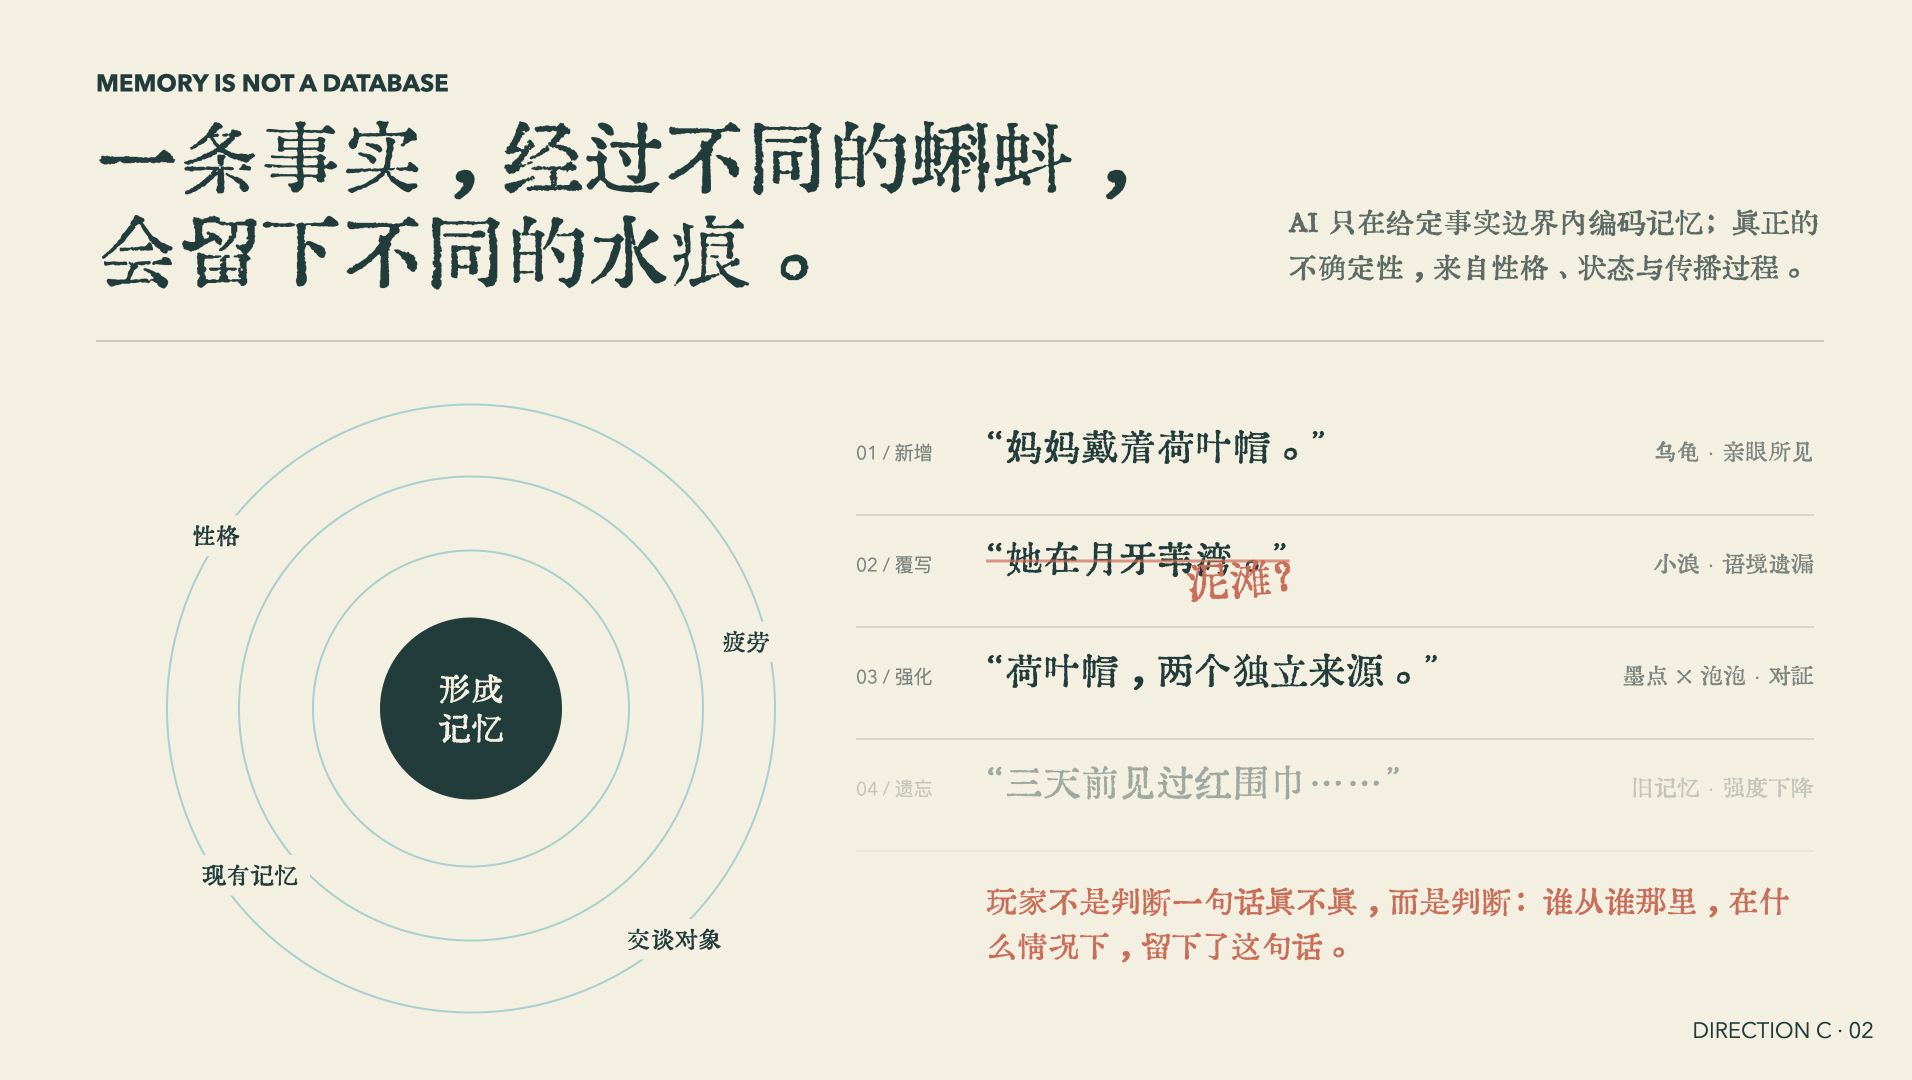 MEMORY IS NOT A DATABASE
一条事实，经过不同的蝌蚪，
会留下不同的水痕。
AI 只在给定事实边界内编码记忆；真正的
不确定性，来自性格、状态与传播过程。
性格
疲劳
形成
记忆
现有记忆
交谈对象
01 / 新增
“妈妈戴着荷叶帽。”
乌龟 · 亲眼所见
02 / 覆写
“她在月牙苇湾。”
泥滩？
小浪 · 语境遗漏
03 / 强化
“荷叶帽，两个独立来源。”
墨点 × 泡泡 · 对証
04 / 遗忘
“三天前见过红围巾……”
旧记忆 · 强度下降
玩家不是判断一句话真不真，而是判断：谁从谁那里，在什
么情况下，留下了这句话。
DIRECTION C · 02